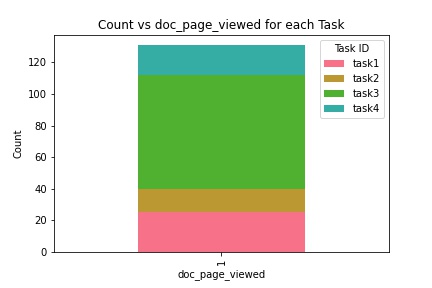 Count vs doc_page_viewed for each Task
Task ID
task1
task2
task3
task4
Count
120
100
80
60
40
20
0
1
doc_page_viewed